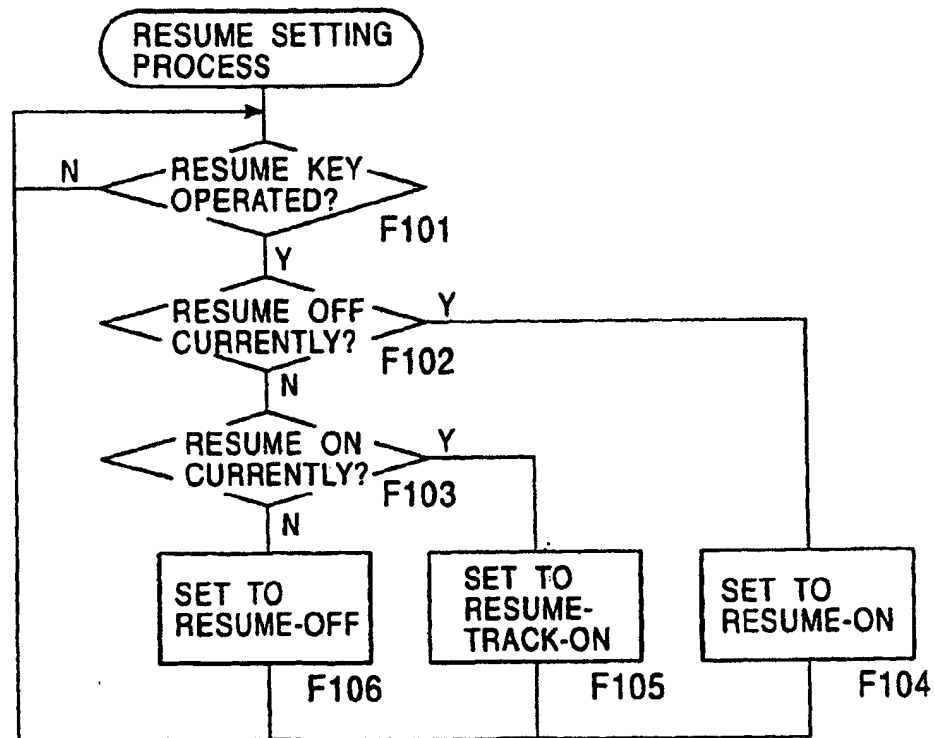 RESUME SETTING
PROCESS
N
RESUME KEY
OPERATED?
F101
Y
RESUME OFF
CURRENTLY?
Y
F102
N
RESUME ON
CURRENTLY?
Y
F103
N
SET TO
RESUME-OFF
F106
SET TO
RESUME-
TRACK-ON
F105
SET TO
RESUME-ON
F104